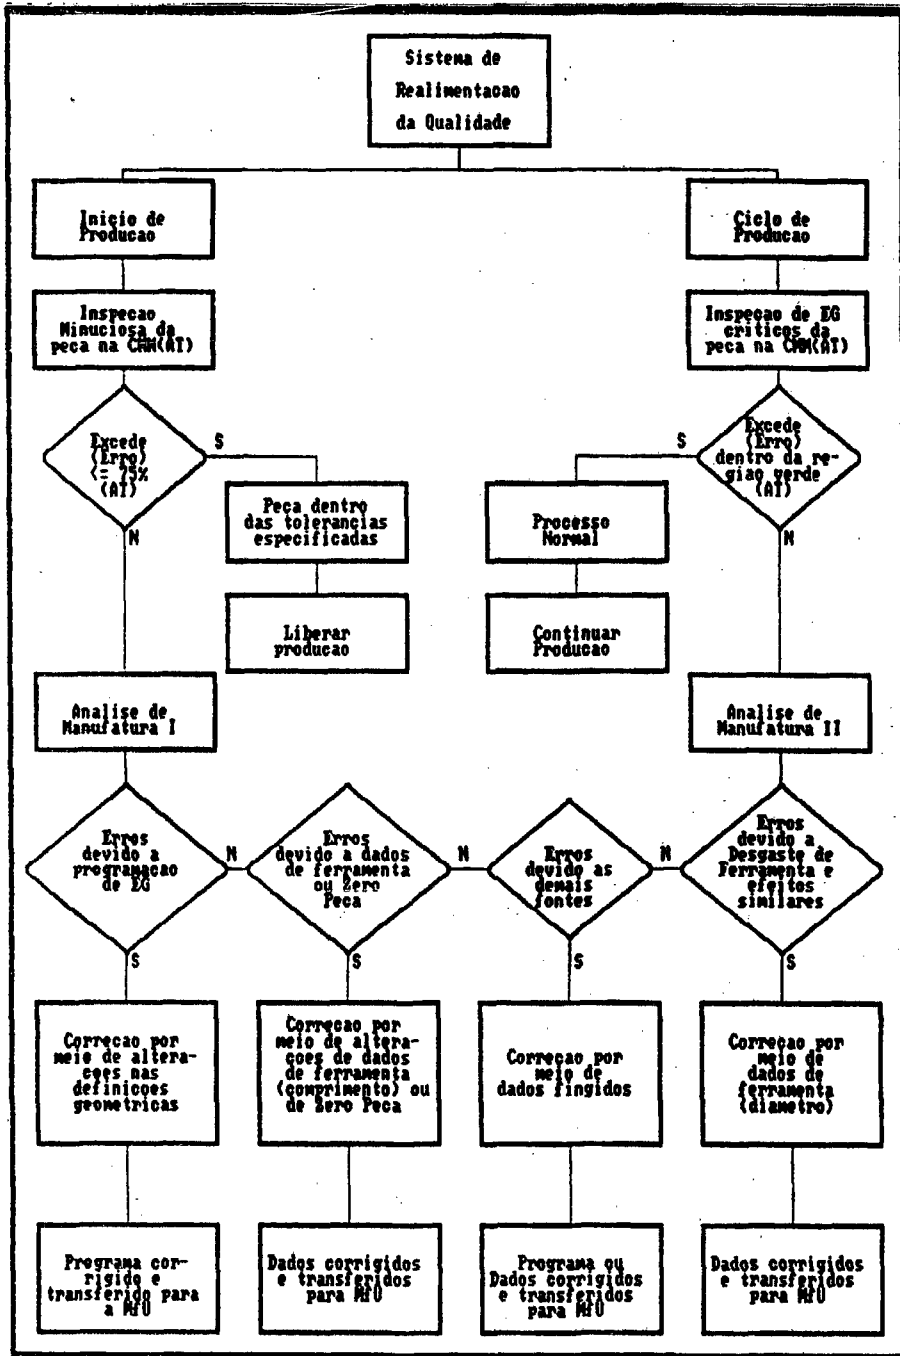 Sistema de
Realimentacao
da Qualidade
Inicio de
Producao
Ciclo de
Producao
Inspecao
Minuciosa da
peca na CMM(AT)
Inspeçao de EG
criticos da
peca na CMM(AT)
Excede
(Erro)
<= 75%
(AT)
S
N
Excede
(Erro)
dentro da re-
giao verde
(AT)
S
N
Peca dentro
das tolerancias
especificadas
Processo
Normal
Liberar
producao
Continuar
Producao
Analise de
Manufatura I
Analise de
Manufatura II
Erros
devido a
programacao
de EG
N
Erros
devido a dados
de ferramenta
ou Zero
Peca
N
Erros
devido as
demais
fontes
N
Erros
devido a
Desgaste de
Ferramenta e
efeitos
similares
S
S
S
S
Correcao por
meio de altera-
coes nas
definicoes
geometricas
Correcao por
meio de altera-
coes de dados
de ferramenta
(comprimento) ou
de Zero Peca
Correcao por
meio de
dados fingidos
Correcao por
meio de
dados de
ferramenta
(diametro)
Programa cor-
rigido e
transferido para
a MFU
Dados corrigidos
e transferidos
para MFU
Programa ou
Dados corrigidos
e transferidos
para MFU
Dados corrigidos
e transferidos
para MFU